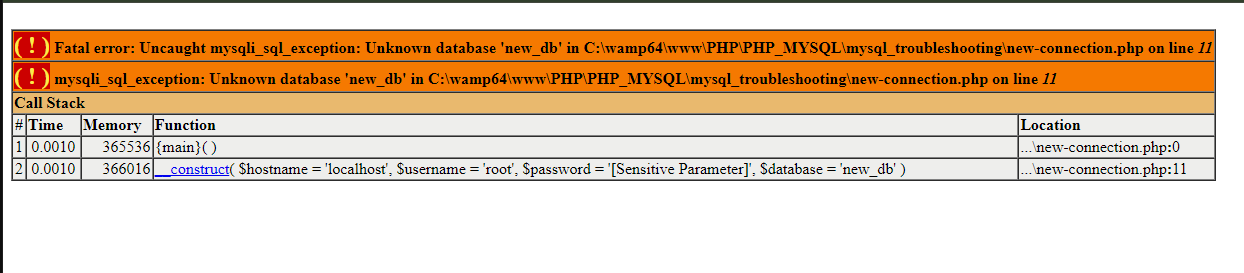 ( ! ) Fatal error: Uncaught mysqli_sql_exception: Unknown database 'new_db' in C:\wamp64\www\PHP\PHP_MYSQL\mysql_troubleshooting\new-connection.php on line 11
( ! ) mysqli_sql_exception: Unknown database 'new_db' in C:\wamp64\www\PHP\PHP_MYSQL\mysql_troubleshooting\new-connection.php on line 11
Call Stack
# Time Memory Function Location
1 0.0010 365536 {main}( ) ...\new-connection.php:0
2 0.0010 366016 __construct( $hostname = 'localhost', $username = 'root', $password = '[Sensitive Parameter]', $database = 'new_db' ) ...\new-connection.php:11